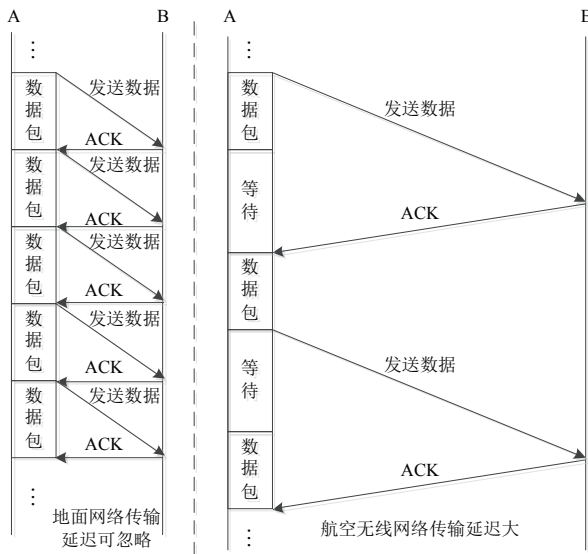 A
B
⋮
数据包
发送数据
ACK
数据包
发送数据
ACK
数据包
发送数据
ACK
数据包
发送数据
ACK
数据包
发送数据
ACK
⋮
地面网络传输
延迟可忽略
A
B
⋮
数据包
发送数据
等待
ACK
数据包
等待
发送数据
数据包
ACK
⋮
航空无线网络传输延迟大